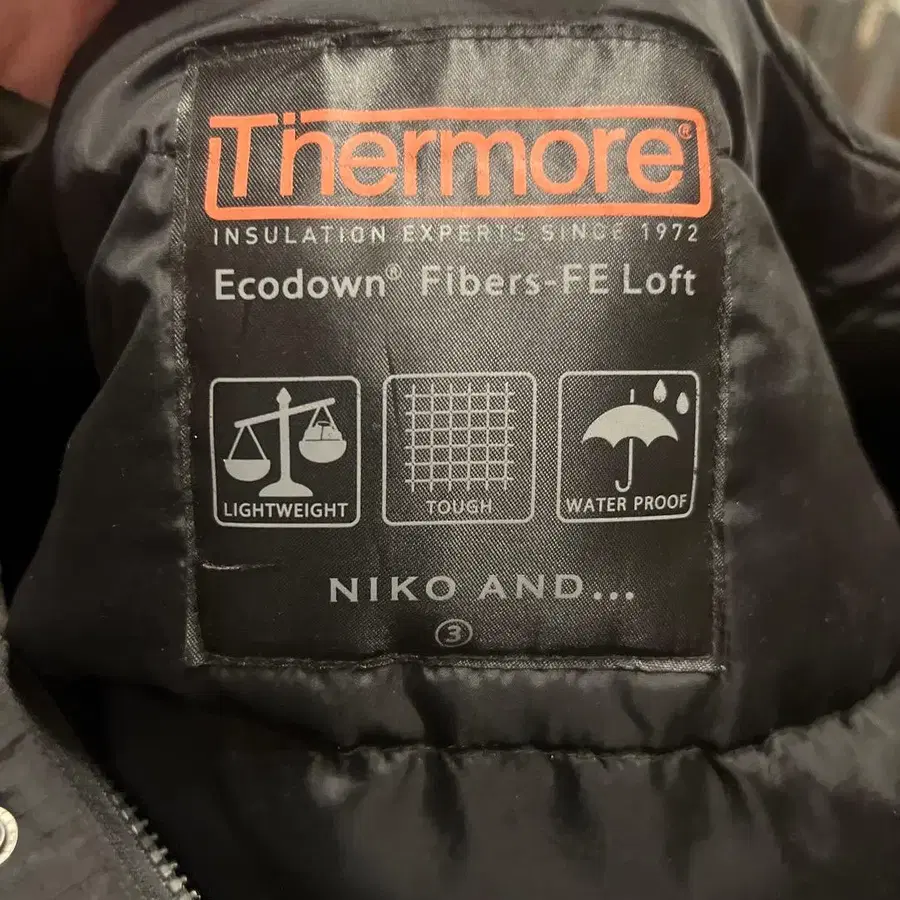 Thermore®
INSULATION EXPERTS SINCE 1972
Ecodown® Fibers-FE Loft
LIGHTWEIGHT
TOUGH
WATER PROOF
NIKO AND...
③